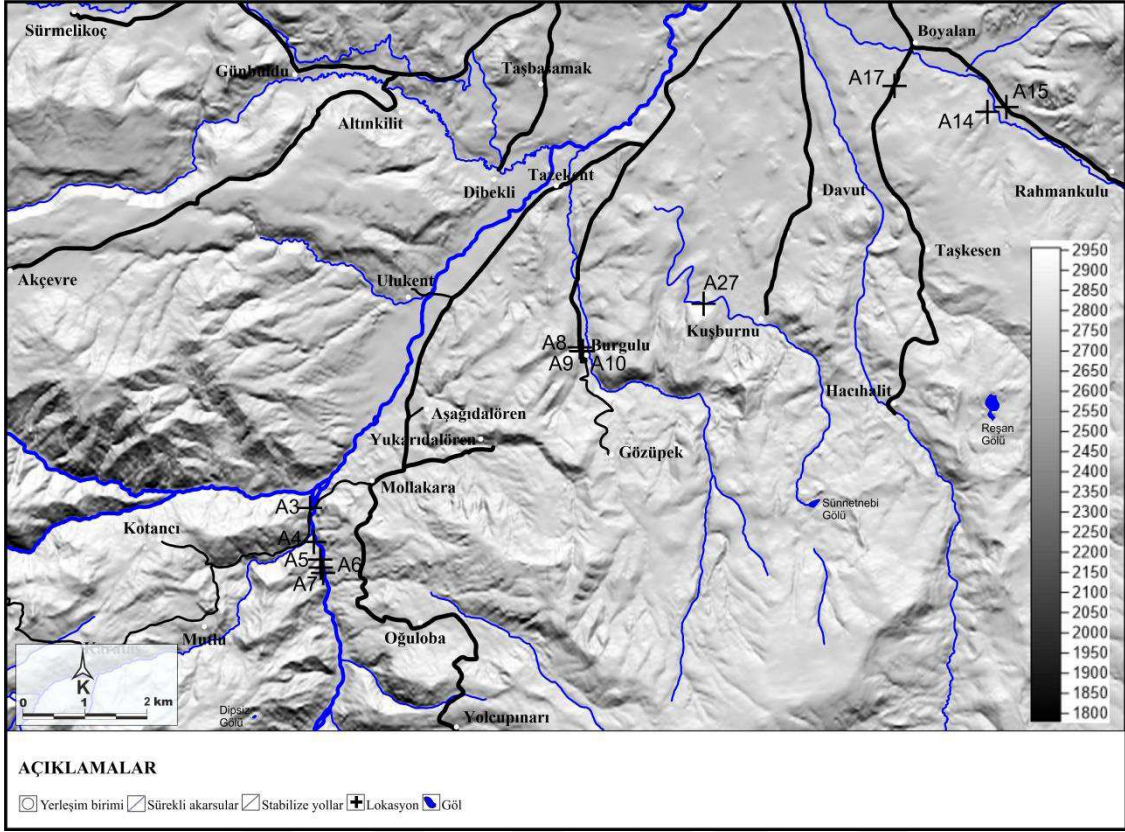 Sürmelikoç
Boyalan
Günbuldu
Taşbasamak
A17
A15
A14
Altınkilit
Tazekent
Dibekli
Davut
Rahmankulu
Taşkesen
Akçevre
Ulukent
A27
Kuşburnu
A8
Burgulu
A9
A10
Hacıhalit
Aşağıdalören
Yukarıdalören
Gözüpek
Reşan
Gölü
Mollakara
A3
Sünnetnebi
Gölü
Kotancı
A4
A5
A6
A7
Mutlu
Oğuloba
Yolcupınarı
Dipsiz
Gölü
K
0 1 2 km
2950
2900
2850
2800
2750
2700
2650
2600
2550
2500
2450
2400
2350
2300
2250
2200
2150
2100
2050
2000
1950
1900
1850
1800
AÇIKLAMALAR
Yerleşim birimi Sürekli akarsular Stabilize yollar Lokasyon Göl